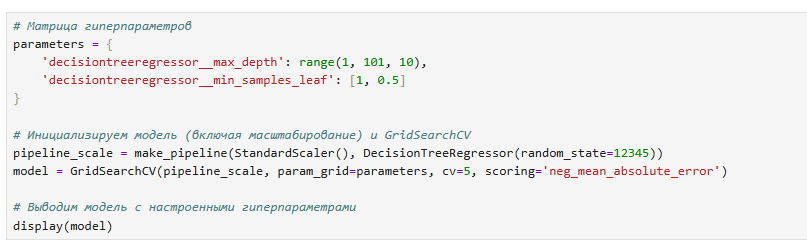 # Матрица гиперпараметров
parameters = {
    'decisiontreeregressor__max_depth': range(1, 101, 10),
    'decisiontreeregressor__min_samples_leaf': [1, 0.5]
}
# Инициализируем модель (включая масштабирование) и GridSearchCV
pipeline_scale = make_pipeline(StandardScaler(), DecisionTreeRegressor(random_state=12345))
model = GridSearchCV(pipeline_scale, param_grid=parameters, cv=5, scoring='neg_mean_absolute_error')
# Выводим модель с настроенными гиперпараметрами
display(model)